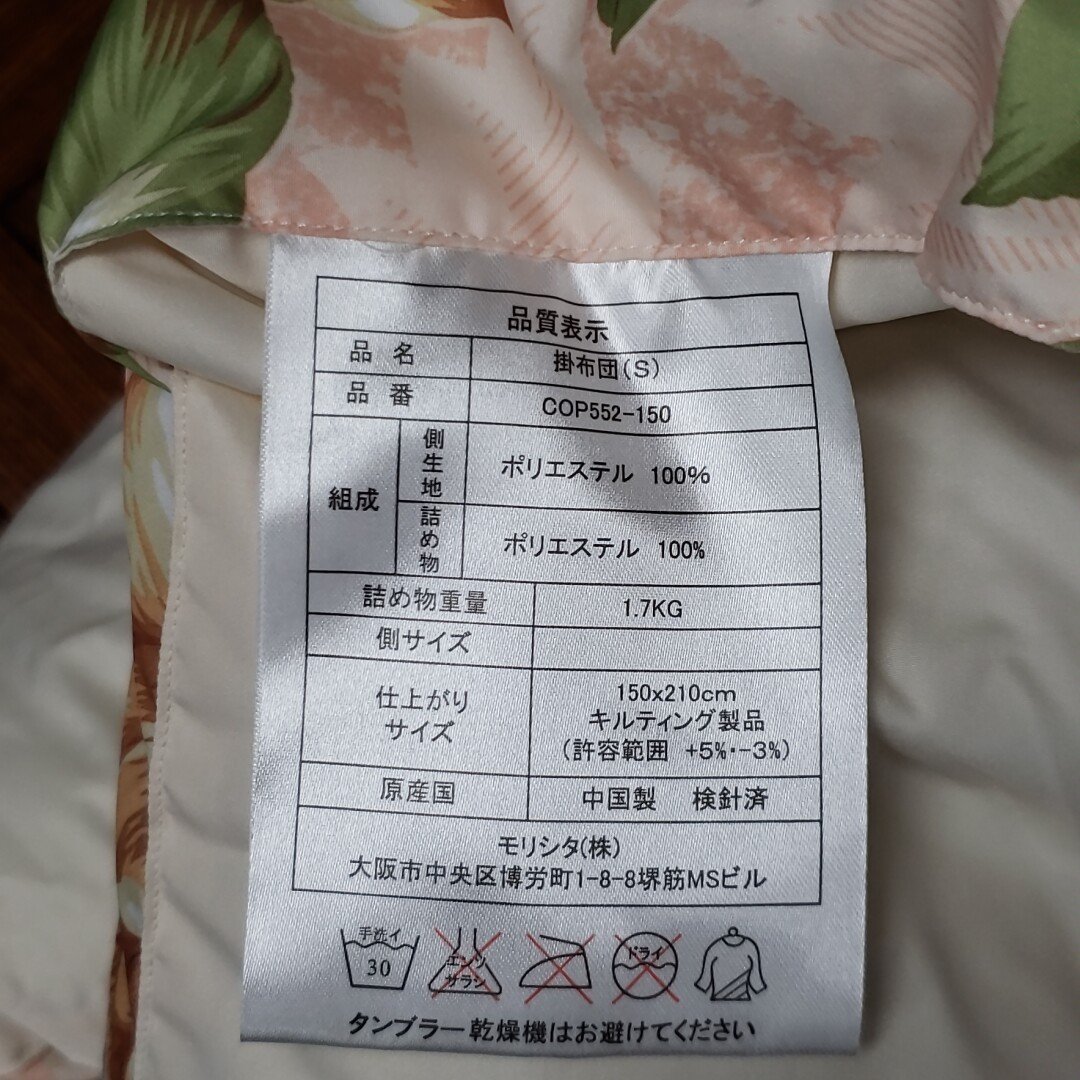 品質表示
品 名 掛布団(S)
品 番 COP552-150
組成 側生地 ポリエステル 100%
詰め物 ポリエステル 100%
詰め物重量 1.7KG
側サイズ
仕上がりサイズ 150x210cm
キルティング製品
(許容範囲 +5%・-3%)
原産国 中国製 検針済
モリシタ(株)
大阪市中央区博労町1-8-8堺筋MSビル
手洗イ 30 エンソサラシ ドライ
タンブラー乾燥機はお避けてください